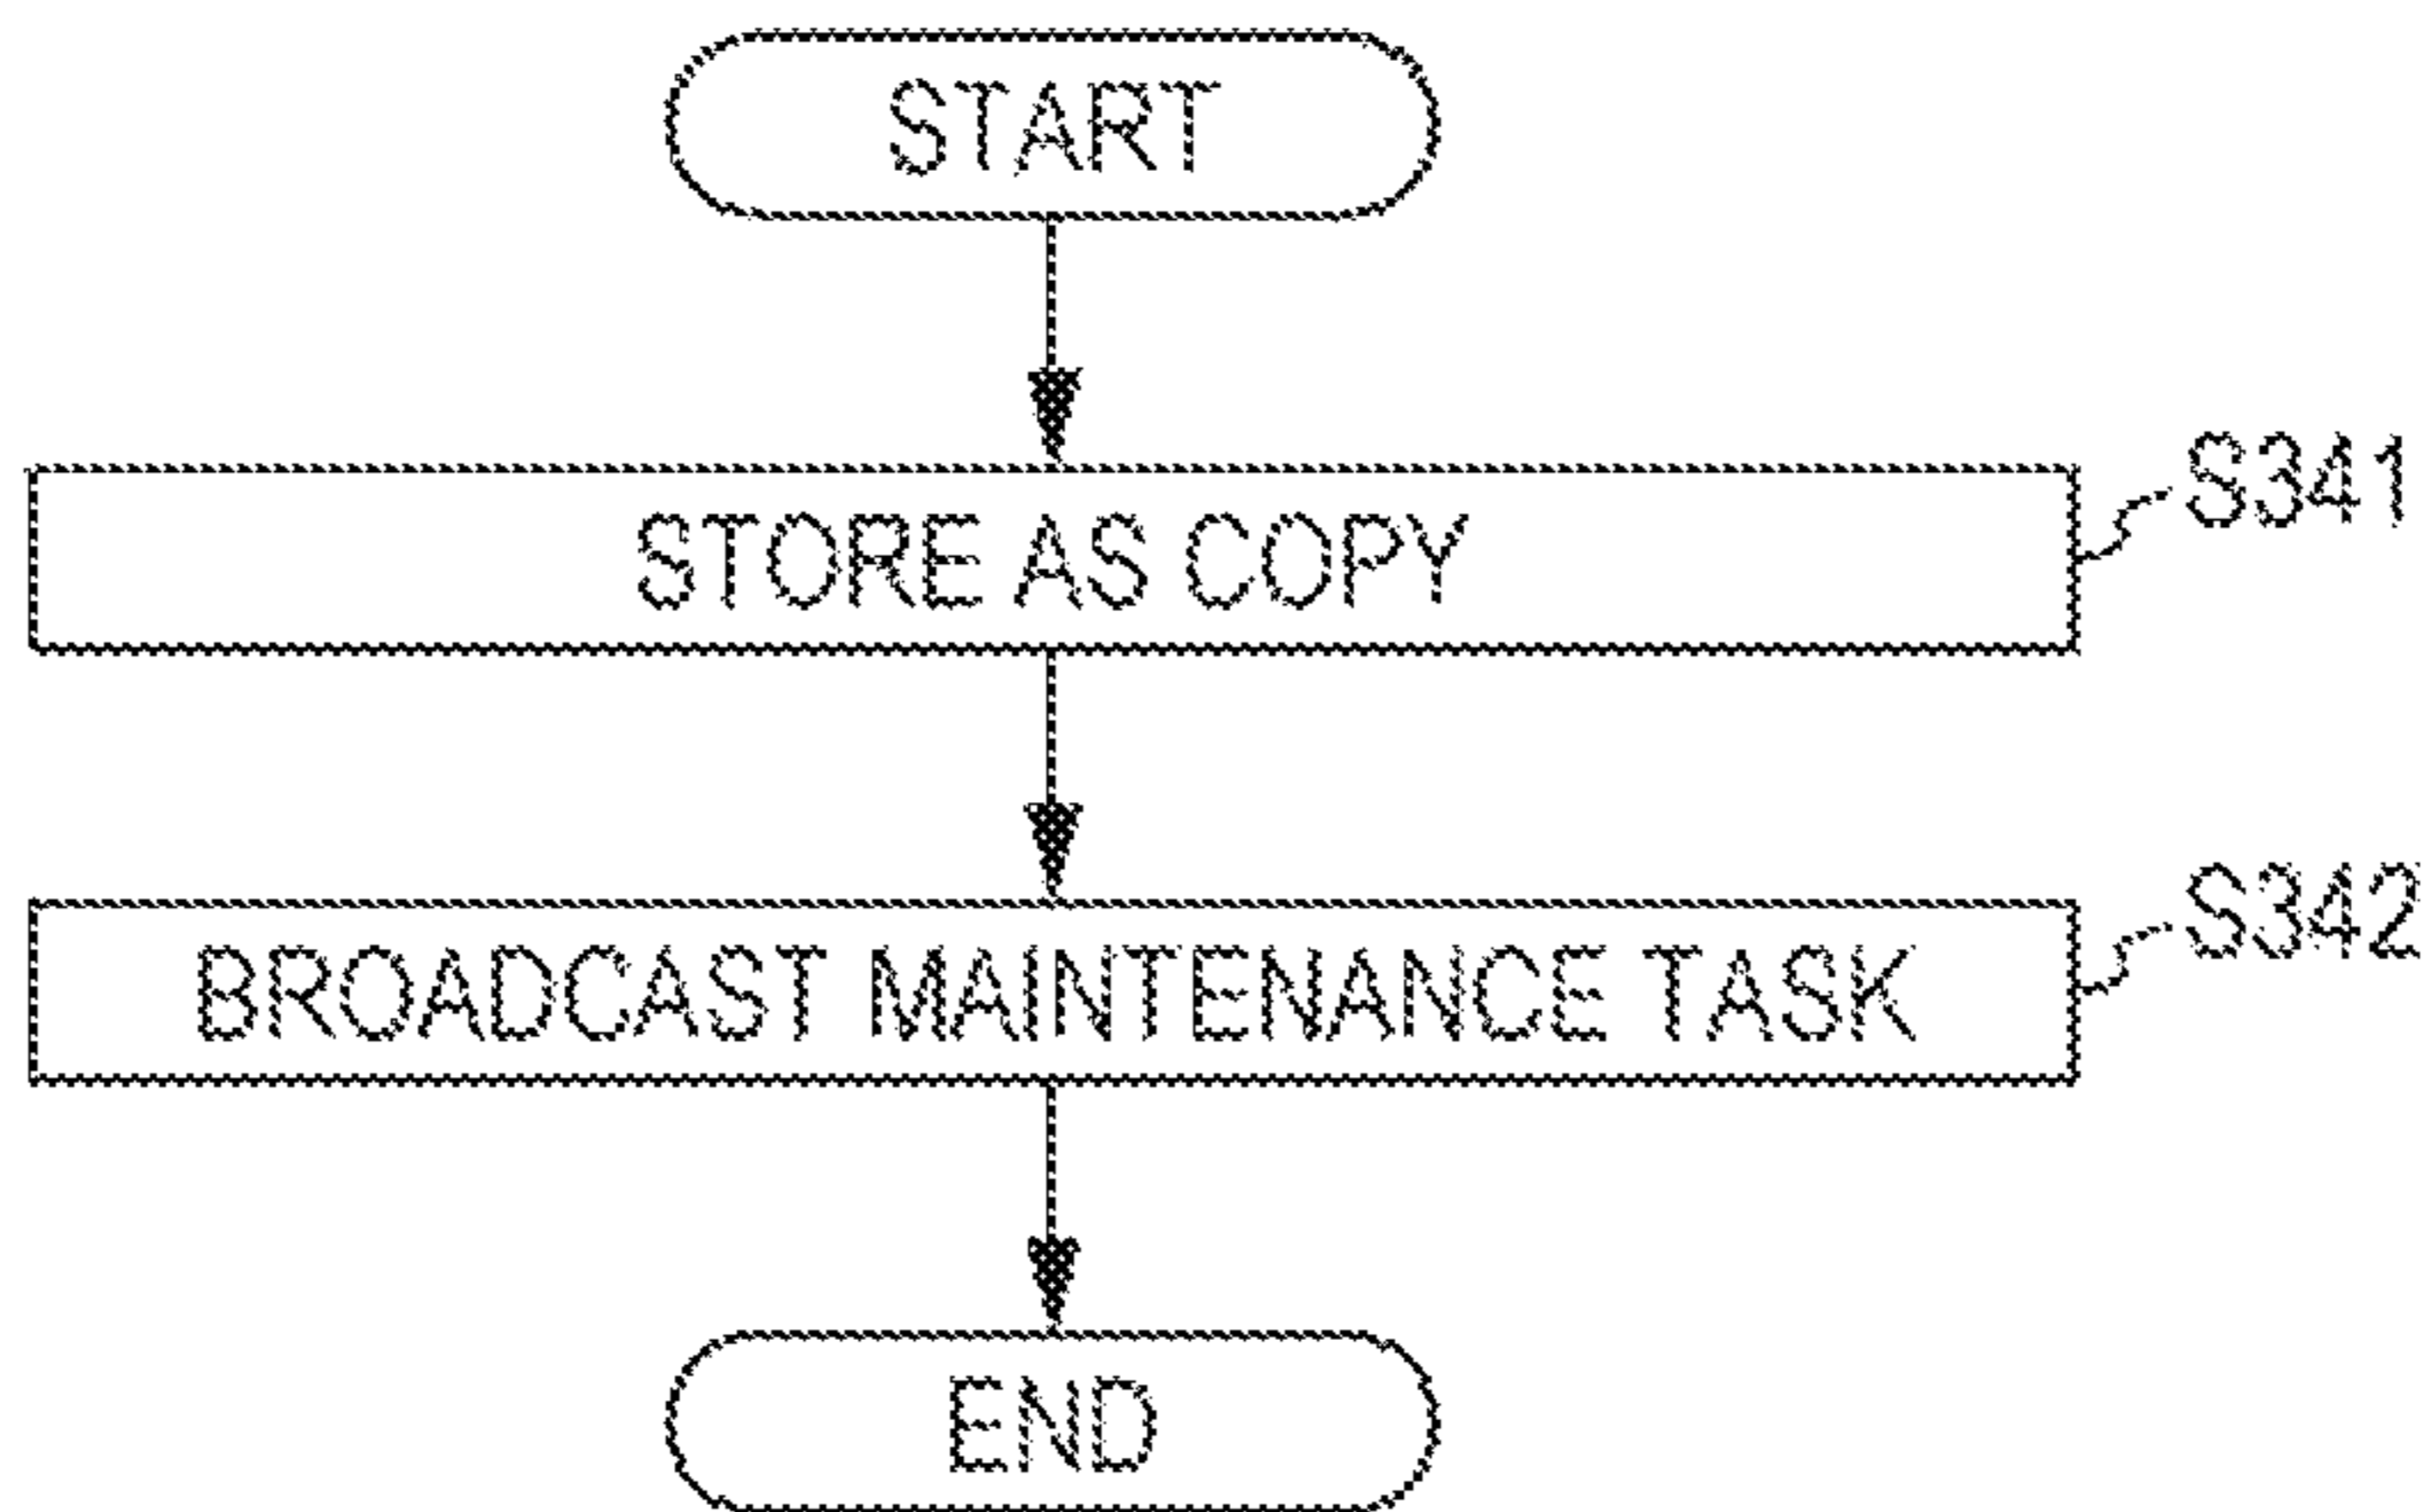 START
STORE AS COPY
S341
BROADCAST MAINTENANCE TASK
S342
END